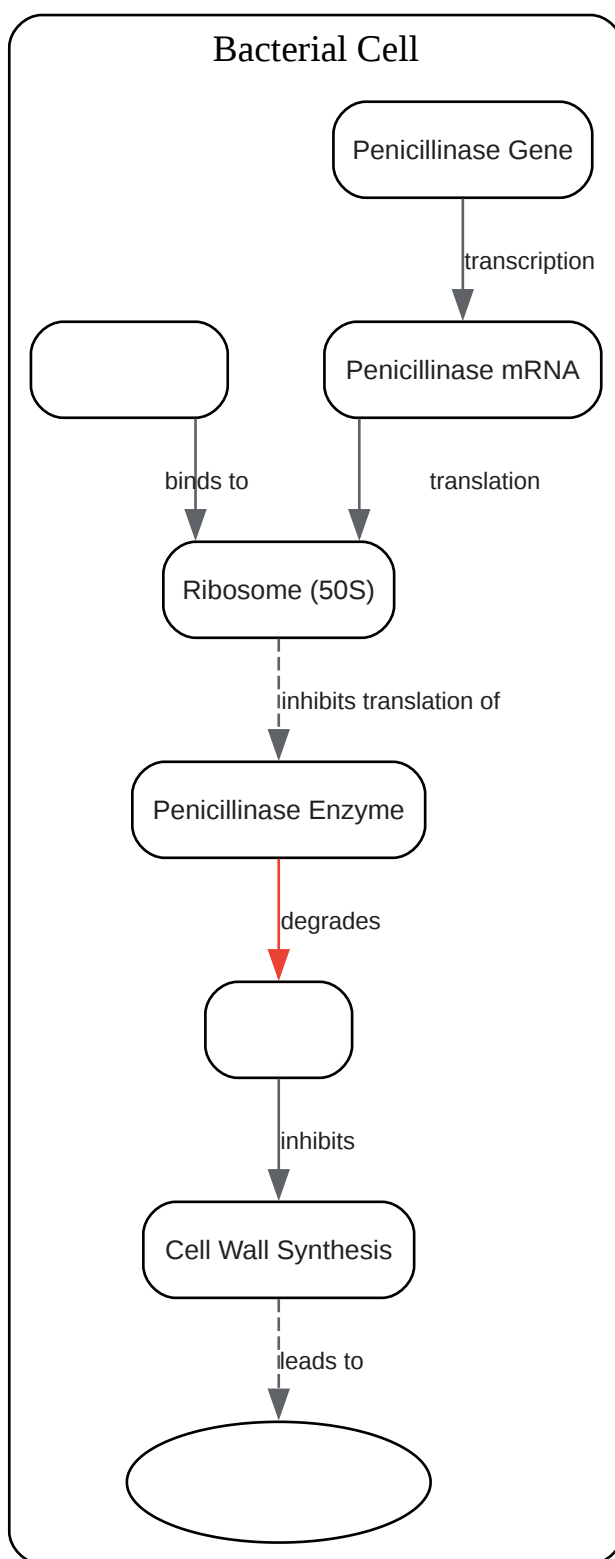 Bacterial Cell
Penicillinase Gene
transcription
Penicillinase mRNA
binds to
translation
Ribosome (50S)
inhibits translation of
Penicillinase Enzyme
degrades
inhibits
Cell Wall Synthesis
leads to